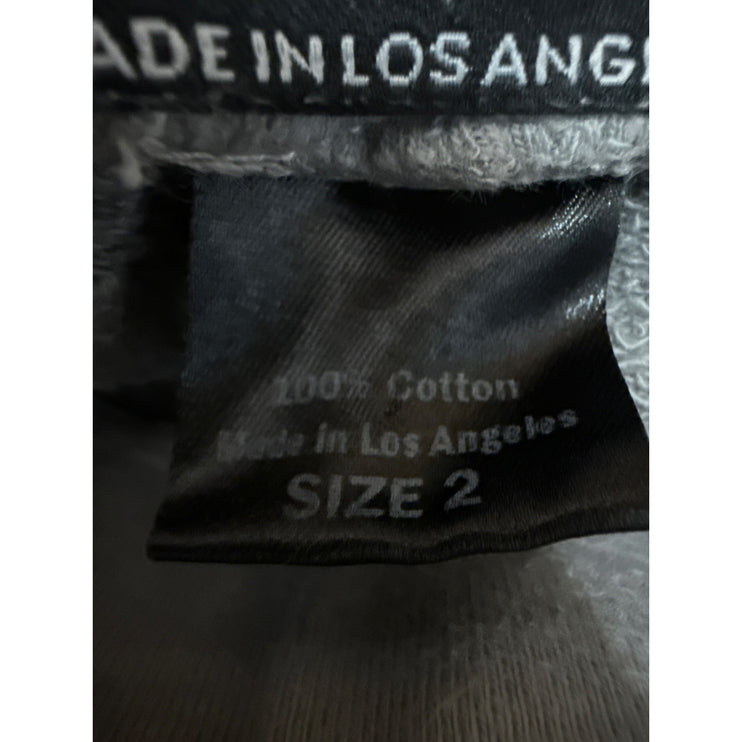 ADE IN LOS ANG
100% Cotton
Made in Los Angeles
SIZE 2